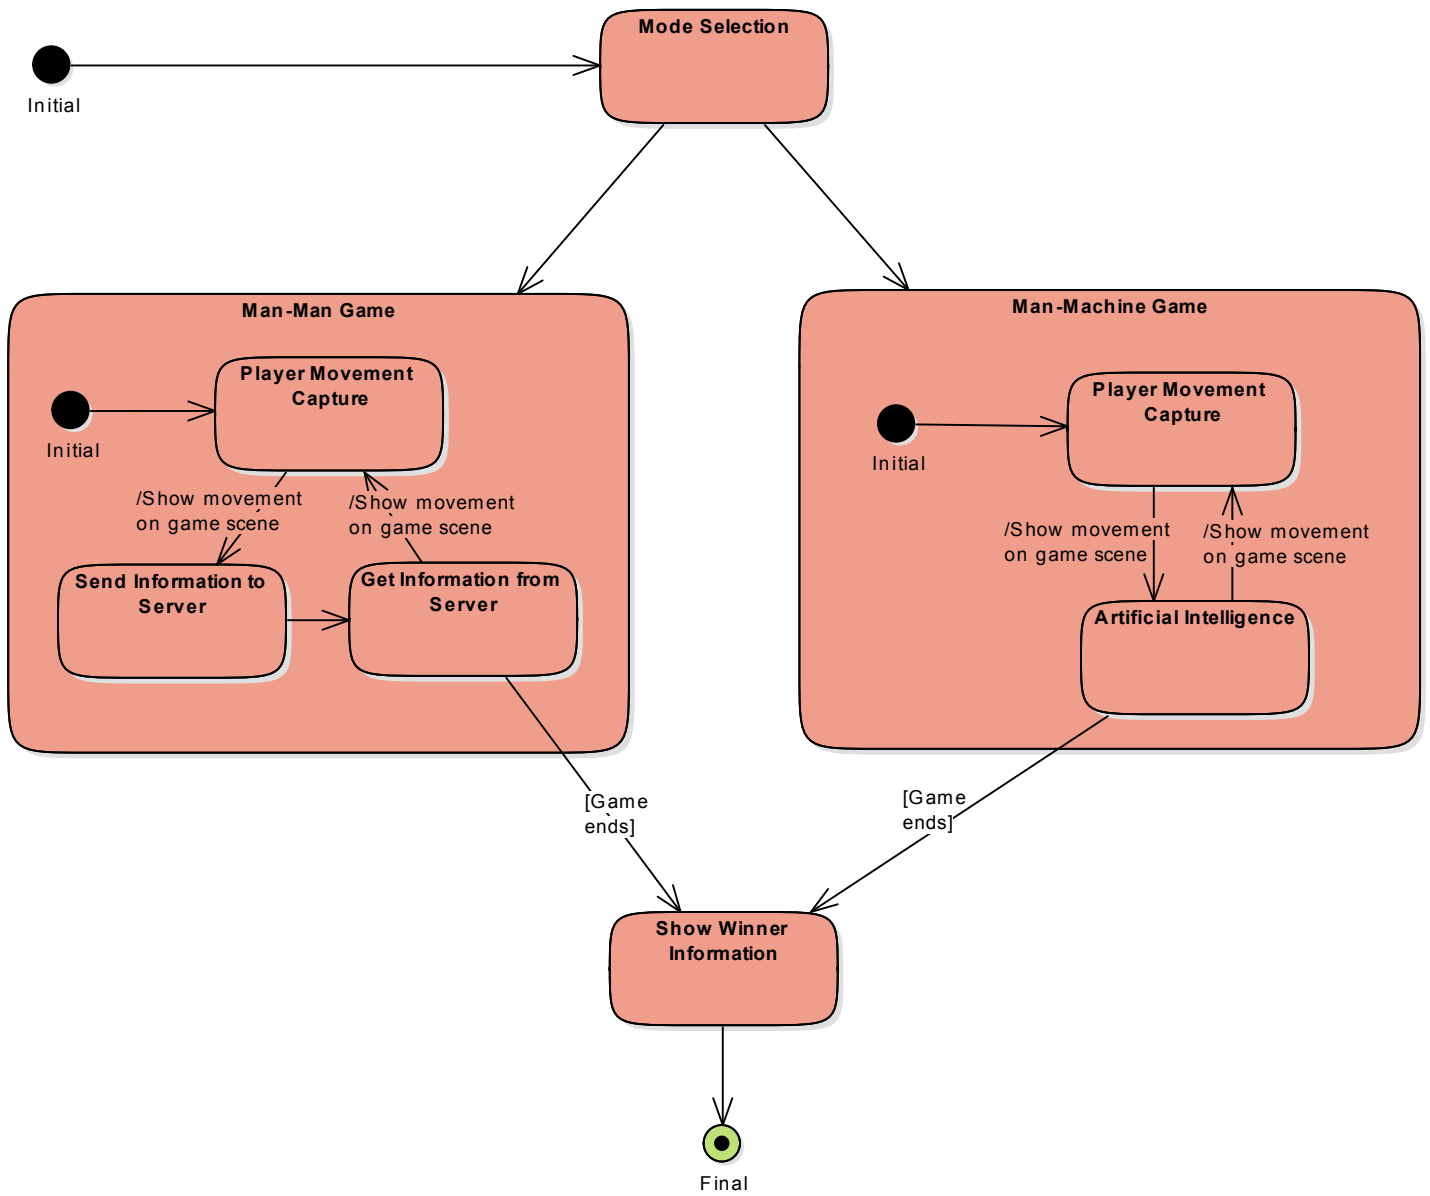 Mode Selection
Initial
Man-Man Game
Player Movement
Capture
Initial
/Show movement
on game scene
/Show movement
on game scene
Send Information to
Server
Get Information from
Server
Man-Machine Game
Player Movement
Capture
Initial
/Show movement
on game scene
/Show movement
on game scene
Artificial Intelligence
[Game
ends]
[Game
ends]
Show Winner
Information
Final